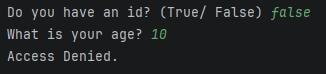 Do you have an id? (True/ False) false
What is your age? 10
Access Denied.